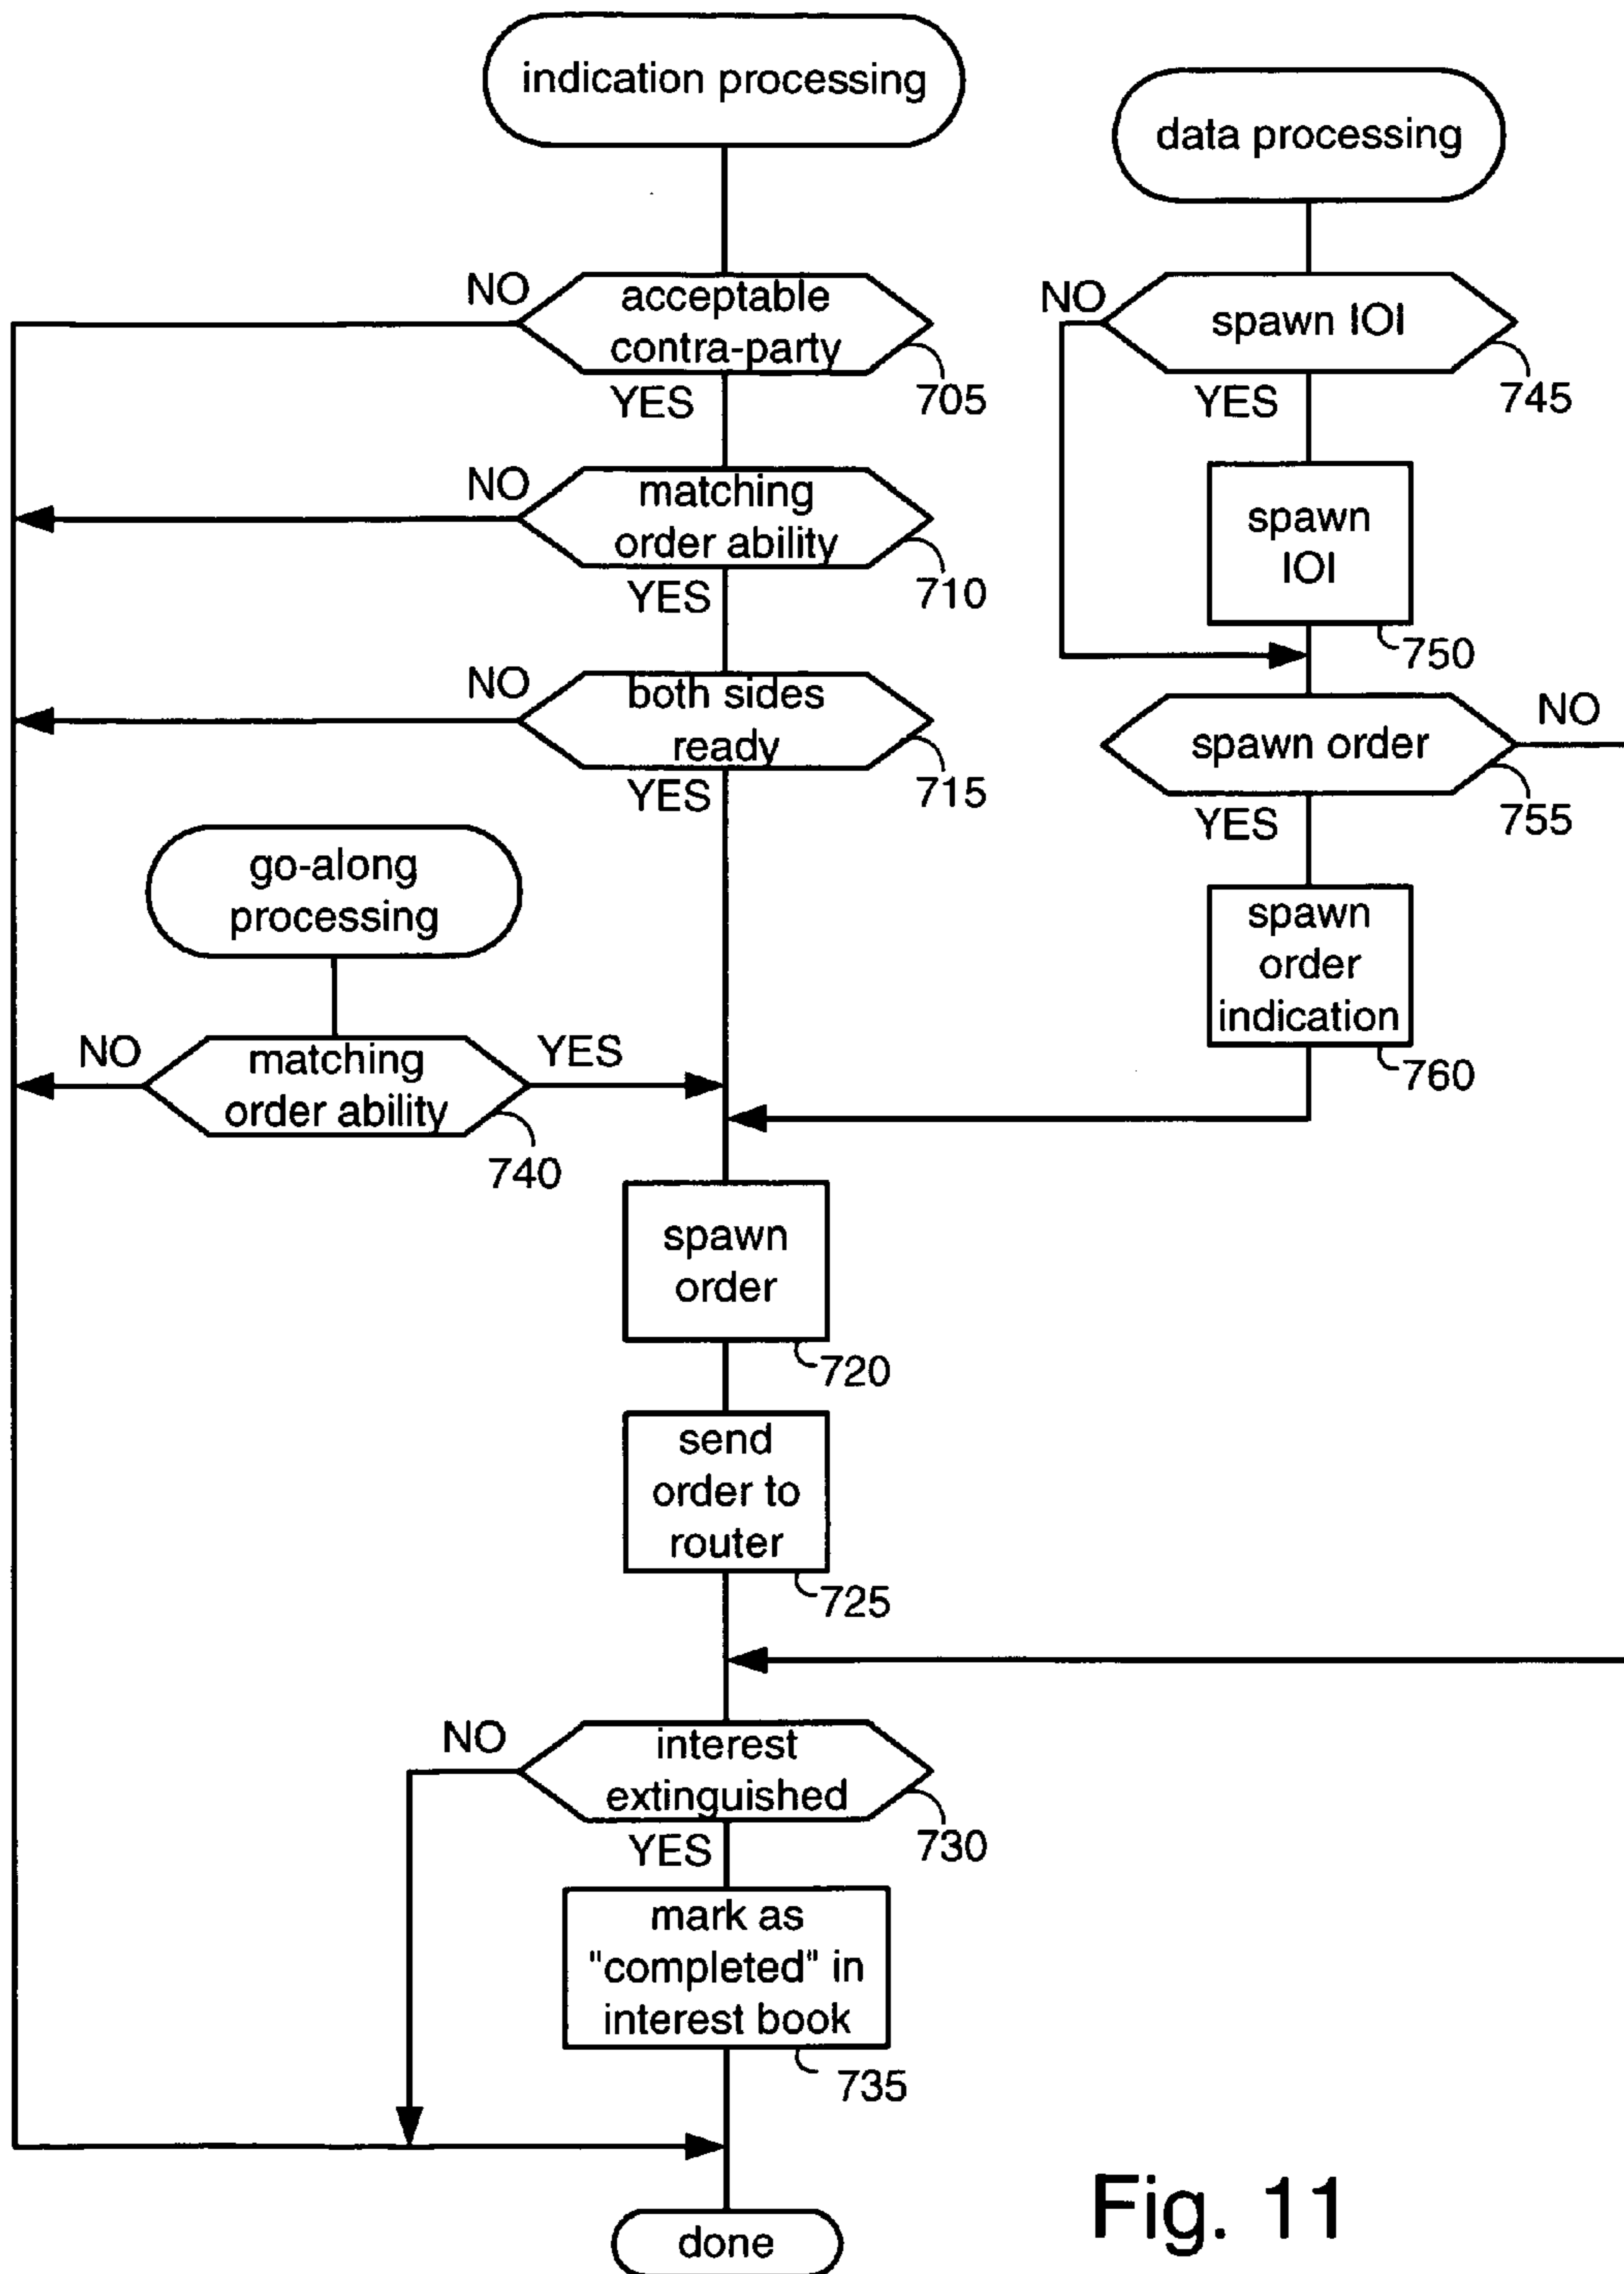 indication processing
data processing
NO
acceptable
contra-party
705
YES
NO
spawn IOI
745
YES
NO
matching
order ability
710
YES
spawn
IOI
750
NO
both sides
ready
715
YES
spawn order
NO
755
YES
go-along
processing
spawn
order
indication
760
NO
matching
order ability
YES
740
spawn
order
720
send
order to
router
725
NO
interest
extinguished
730
YES
mark as
"completed" in
interest book
735
done
Fig. 11